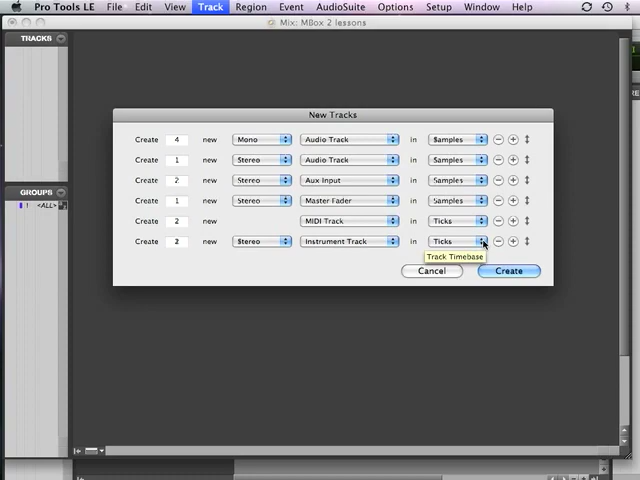 Pro Tools LE File Edit View Track Region Event AudioSuite Options Setup Window Help
Mix: MBox 2 lessons
TRACKS
New Tracks
Create 4 new Mono Audio Track in Samples
Create 1 new Stereo Audio Track in Samples
Create 2 new Stereo Aux Input in Samples
Create 1 new Stereo Master Fader in Samples
Create 2 new MIDI Track in Ticks
Create 2 new Stereo Instrument Track in Ticks
Track Timebase
Cancel Create
GROUPS
1 <ALL>